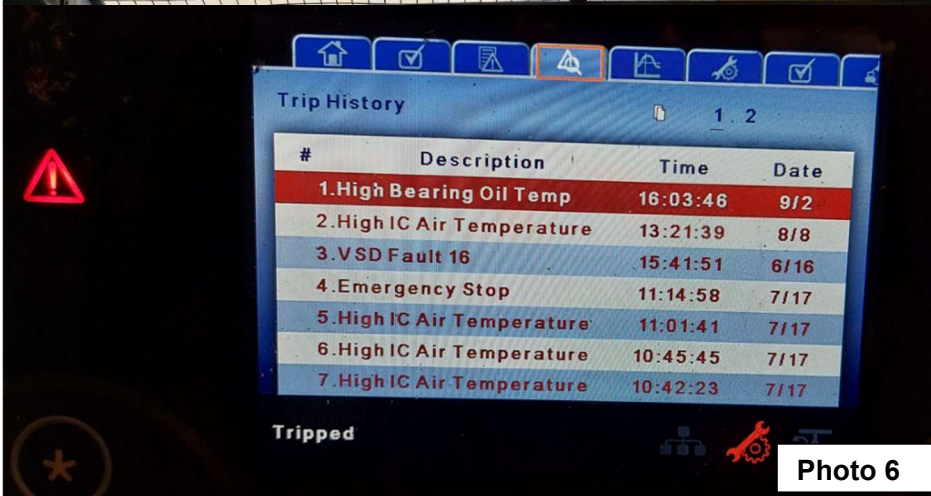 Trip History 1 . 2
# Description Time Date
1.High Bearing Oil Temp 16:03:46 9/2
2.High IC Air Temperature 13:21:39 8/8
3.VSD Fault 16 15:41:51 6/16
4.Emergency Stop 11:14:58 7/17
5.High IC Air Temperature 11:01:41 7/17
6.High IC Air Temperature 10:45:45 7/17
7.High IC Air Temperature 10:42:23 7/17
Tripped
Photo 6